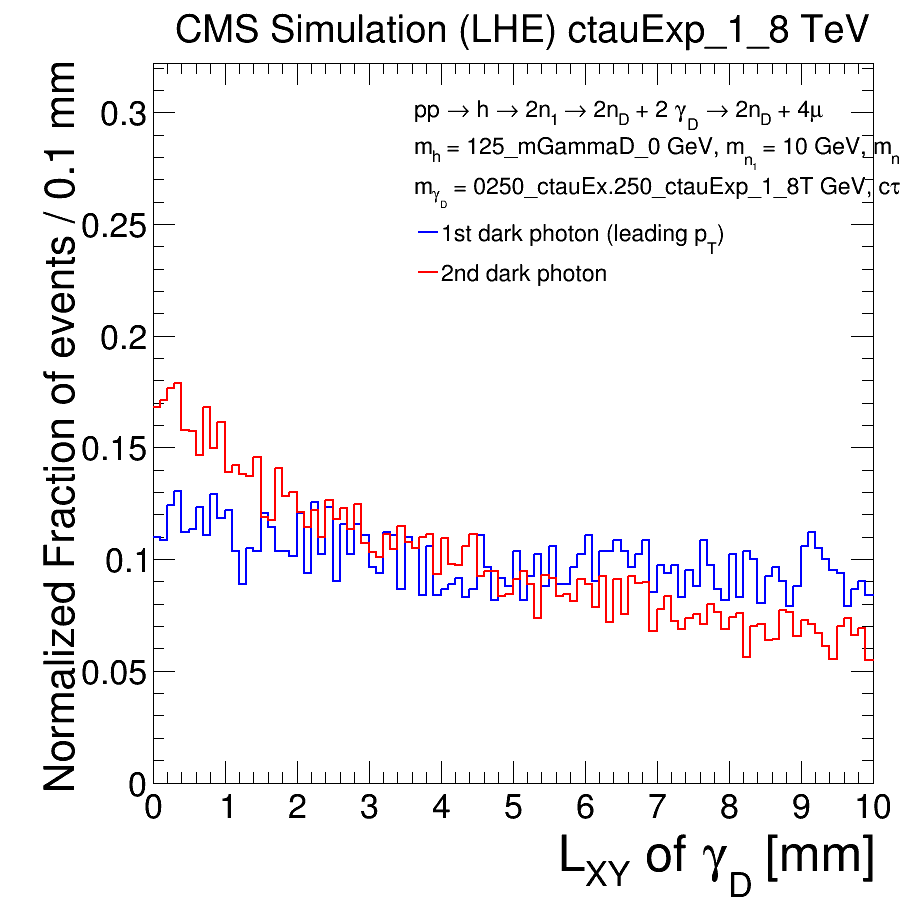 CMS Simulation (LHE) ctauExp_1_8 TeV
pp → h → 2n1 → 2nD + 2 γD → 2nD + 4μ
mh = 125_mGammaD_0 GeV, mn1 = 10 GeV, mn
mγD = 0250_ctauEx.250_ctauExp_1_8T GeV, cτ
1st dark photon (leading pT)
2nd dark photon
Normalized Fraction of events / 0.1 mm
0.3
0.25
0.2
0.15
0.1
0.05
0
0 1 2 3 4 5 6 7 8 9 10
LXY of γD [mm]